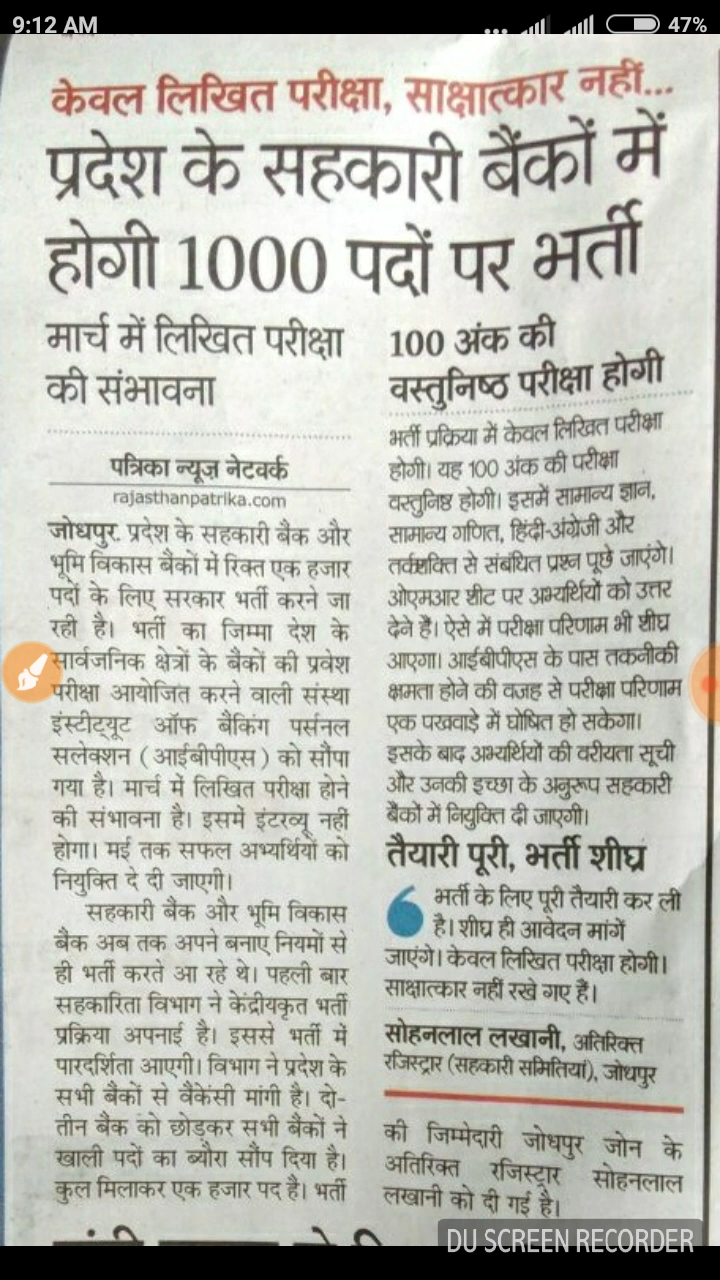 9:12 AM
47%
केवल लिखित परीक्षा, साक्षात्कार नहीं...
प्रदेश के सहकारी बैंकों में
होगी 1000 पदों पर भर्ती
मार्च में लिखित परीक्षा
की संभावना
पत्रिका न्यूज़ नेटवर्क
rajasthanpatrika.com
जोधपुर. प्रदेश के सहकारी बैंक और
भूमि विकास बैंकों में रिक्त एक हजार
पदों के लिए सरकार भर्ती करने जा
रही है। भर्ती का जिम्मा देश के
सार्वजनिक क्षेत्रों के बैंकों की प्रवेश
परीक्षा आयोजित करने वाली संस्था
इंस्टीट्यूट ऑफ बैकिंग पर्सनल
सलेक्शन (आईबीपीएस) को सौंपा
गया है। मार्च में लिखित परीक्षा होने
की संभावना है। इसमें इंटरव्यू नहीं
होगा। मई तक सफल अभ्यर्थियों को
नियुक्ति दे दी जाएगी।
सहकारी बैंक और भूमि विकास
बैंक अब तक अपने बनाए नियमों से
ही भर्ती करते आ रहे थे। पहली बार
सहकारिता विभाग ने केंद्रीयकृत भर्ती
प्रक्रिया अपनाई है। इससे भर्ती में
पारदर्शिता आएगी। विभाग ने प्रदेश के
सभी बैंकों से वैकेंसी मांगी है। दो-
तीन बैंक को छोड़कर सभी बैंकों ने
खाली पदों का ब्यौरा सौंप दिया है।
कुल मिलाकर एक हजार पद है। भर्ती
100 अंक की
वस्तुनिष्ठ परीक्षा होगी
भर्ती प्रक्रिया में केवल लिखित परीक्षा
होगी। यह 100 अंक की परीक्षा
वस्तुनिष्ठ होगी। इसमें सामान्य ज्ञान,
सामान्य गणित, हिंदी-अंग्रेजी और
तर्कशक्ति से संबंधित प्रश्न पूछे जाएंगे।
ओएमआर शीट पर अभ्यर्थियों को उत्तर
देने हैं। ऐसे में परीक्षा परिणाम भी शीघ्र
आएगा। आईबीपीएस के पास तकनीकी
क्षमता होने की वजह से परीक्षा परिणाम
एक पखवाड़े में घोषित हो सकेगा।
इसके बाद अभ्यर्थियों की वरीयता सूची
और उनकी इच्छा के अनुरूप सहकारी
बैंकों में नियुक्ति दी जाएगी।
तैयारी पूरी, भर्ती शीघ्र
भर्ती के लिए पूरी तैयारी कर ली
है। शीघ्र ही आवेदन मांगें
जाएंगे। केवल लिखित परीक्षा होगी।
साक्षात्कार नहीं रखे गए हैं।
सोहनलाल लखानी, अतिरिक्त
रजिस्ट्रार (सहकारी समितियां), जोधपुर
की जिम्मेदारी जोधपुर जोन के
अतिरिक्त रजिस्ट्रार सोहनलाल
लखानी को दी गई है।
DU SCREEN RECORDER